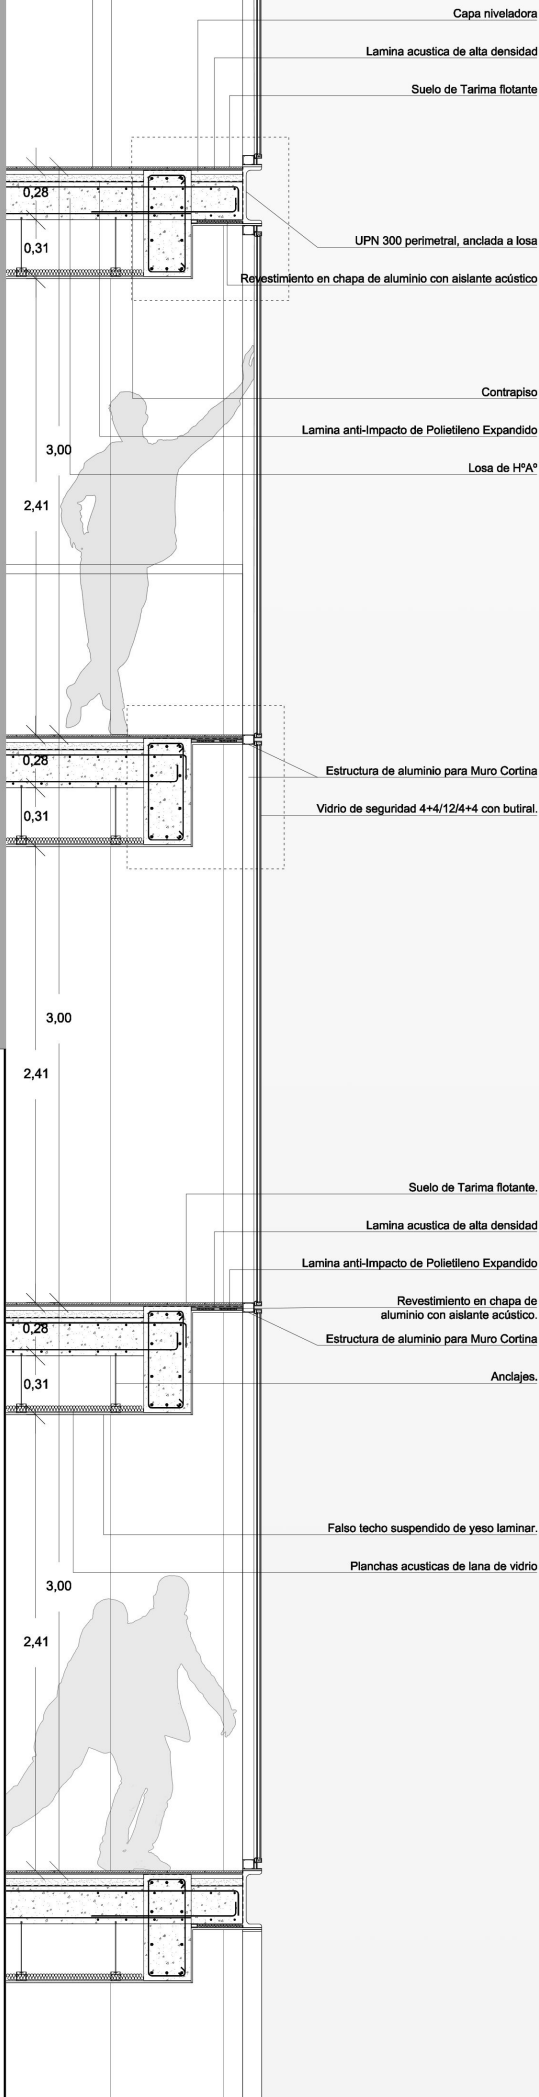 Capa niveladora
Lamina acustica de alta densidad
Suelo de Tarima flotante
0,28
UPN 300 perimetral, anclada a losa
0,31
Revestimiento en chapa de aluminio con aislante acústico
Contrapiso
Lamina anti-Impacto de Polietileno Expandido
3,00
Losa de HºAº
2,41
0,28
Estructura de aluminio para Muro Cortina
Vidrio de seguridad 4+4/12/4+4 con butiral.
0,31
3,00
2,41
Suelo de Tarima flotante.
Lamina acustica de alta densidad
Lamina anti-Impacto de Polietileno Expandido
Revestimiento en chapa de
aluminio con aislante acústico.
0,28
Estructura de aluminio para Muro Cortina
Anclajes.
0,31
Falso techo suspendido de yeso laminar.
Planchas acusticas de lana de vidrio
3,00
2,41